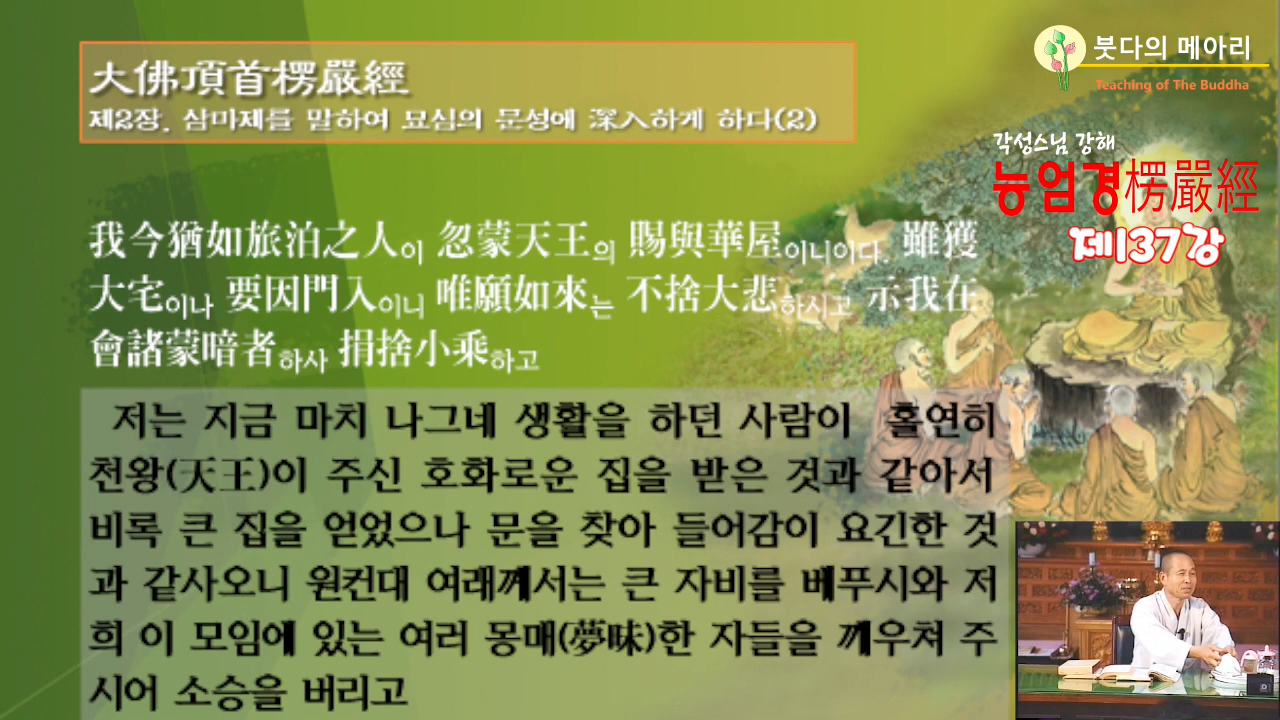 大佛頂首楞嚴經
제2장. 삼마제를 말하여 묘심의 문성에 深入하게 하다(2)
붓다의 메아리
Teaching of The Buddha
각성스님 강해
능엄경楞嚴經
제137강
我今猶如旅泊之人이 忽蒙天王의 賜與華屋이니이다. 雖獲
大宅이나 要因門入이니 唯願如來는 不捨大悲하시고 示我在
會諸蒙暗者하사 捐捨小乘하고
저는 지금 마치 나그네 생활을 하던 사람이 홀연히
천왕(天王)이 주신 호화로운 집을 받은 것과 같아서
비록 큰 집을 얻었으나 문을 찾아 들어감이 요긴한 것
과 같사오니 원컨대 여래께서는 큰 자비를 베푸시와 저
희 이 모임에 있는 여러 몽매(夢昧)한 자들을 깨우쳐 주
시어 소승을 버리고